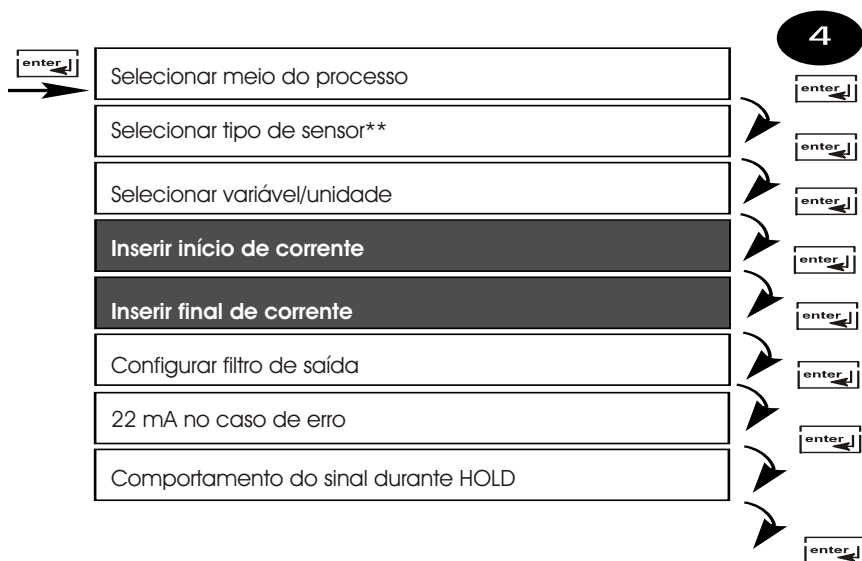 4
enter
Selecionar meio do processo
enter
Selecionar tipo de sensor**
enter
Selecionar variável/unidade
enter
Inserir início de corrente
enter
Inserir final de corrente
enter
Configurar filtro de saída
enter
22 mA no caso de erro
enter
Comportamento do sinal durante HOLD
enter